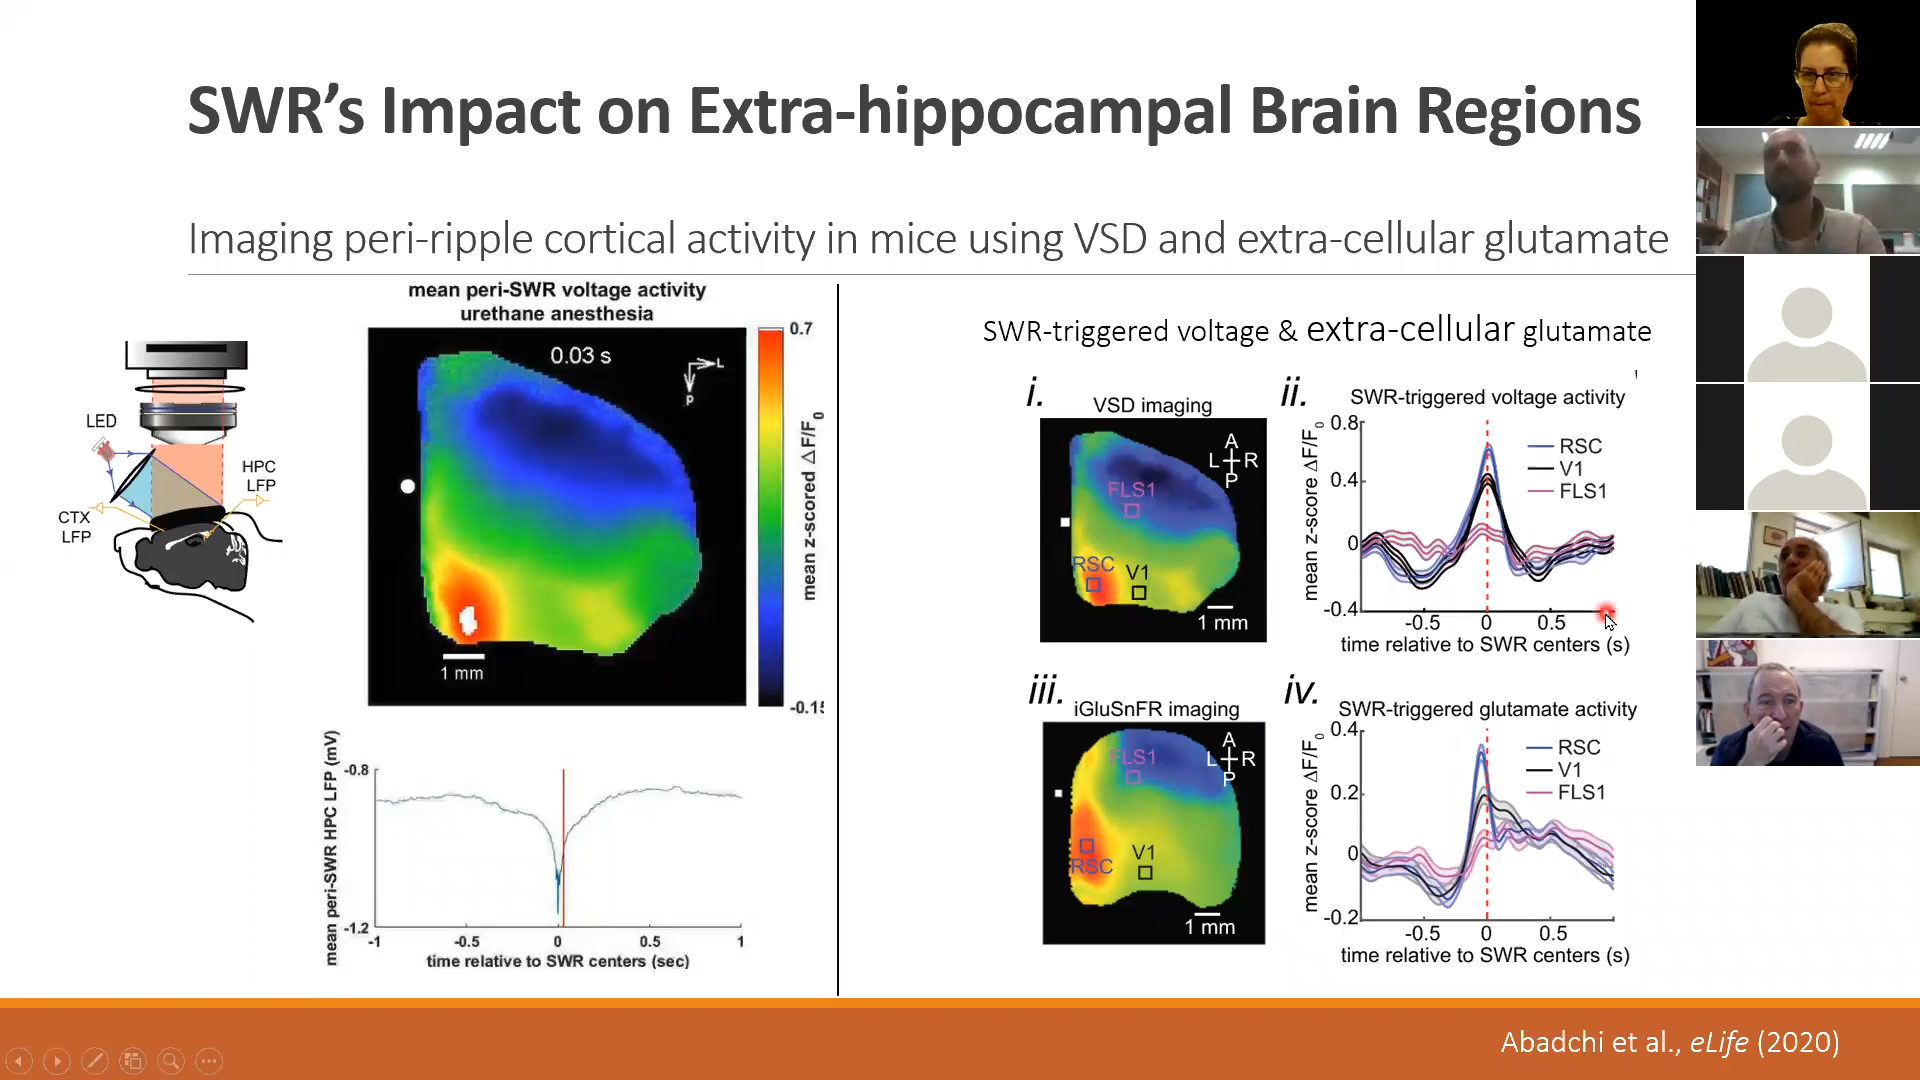 SWR's Impact on Extra-hippocampal Brain Regions
Imaging peri-ripple cortical activity in mice using VSD and extra-cellular glutamate
mean peri-SWR voltage activity
urethane anesthesia
0.03 s
L
P
1 mm
0.7
-0.15
mean z-scored ΔF/F0
LED
HPC
LFP
CTX
LFP
mean peri-SWR HPC LFP (mV)
-0.8
-1.2
-1
-0.5
0
0.5
1
time relative to SWR centers (sec)
SWR-triggered voltage & extra-cellular glutamate
i.
VSD imaging
A
L R
P
FLS1
RSC
V1
1 mm
ii.
SWR-triggered voltage activity
mean z-score ΔF/F0
0.8
0.4
0
-0.4
RSC
V1
FLS1
-0.5
0
0.5
time relative to SWR centers (s)
iii.
iGluSnFR imaging
A
L R
P
FLS1
RSC
V1
1 mm
iv.
SWR-triggered glutamate activity
mean z-score ΔF/F0
0.4
0.2
0
-0.2
RSC
V1
FLS1
-0.5
0
0.5
time relative to SWR centers (s)
Abadchi et al., eLife (2020)